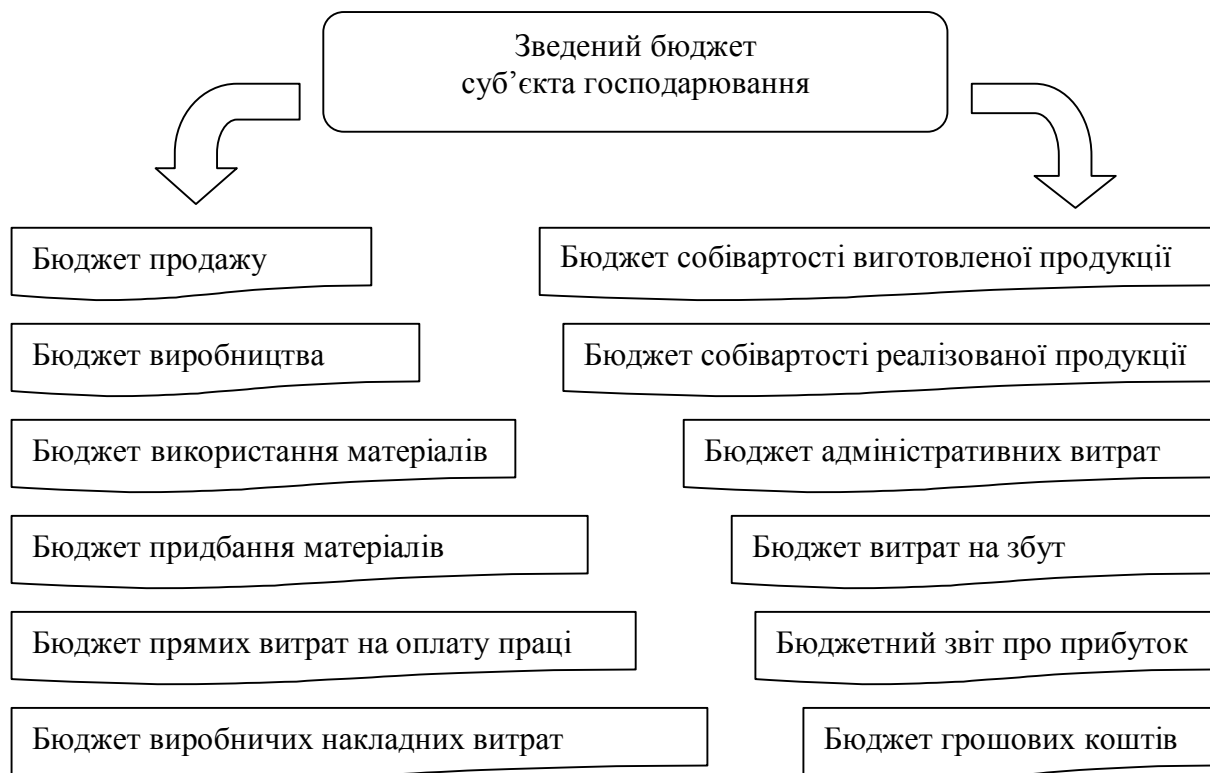 Зведений бюджет
суб’єкта господарювання
Бюджет продажу
Бюджет виробництва
Бюджет використання матеріалів
Бюджет придбання матеріалів
Бюджет прямих витрат на оплату праці
Бюджет виробничих накладних витрат
Бюджет собівартості виготовленої продукції
Бюджет собівартості реалізованої продукції
Бюджет адміністративних витрат
Бюджет витрат на збут
Бюджетний звіт про прибуток
Бюджет грошових коштів